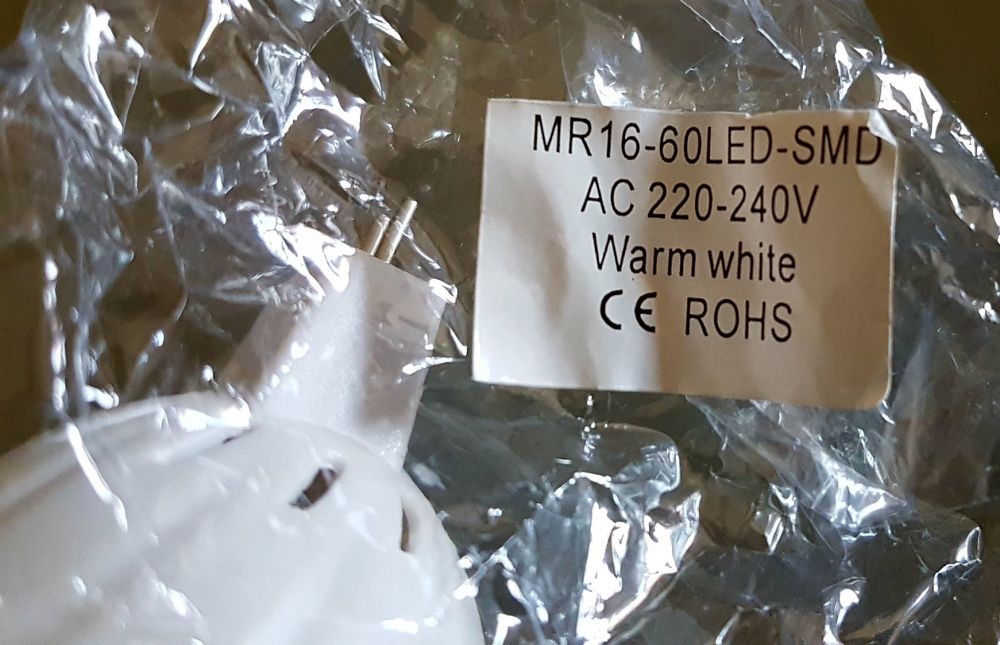 MR16-60LED-SMD
AC 220-240V
Warm white
CE ROHS